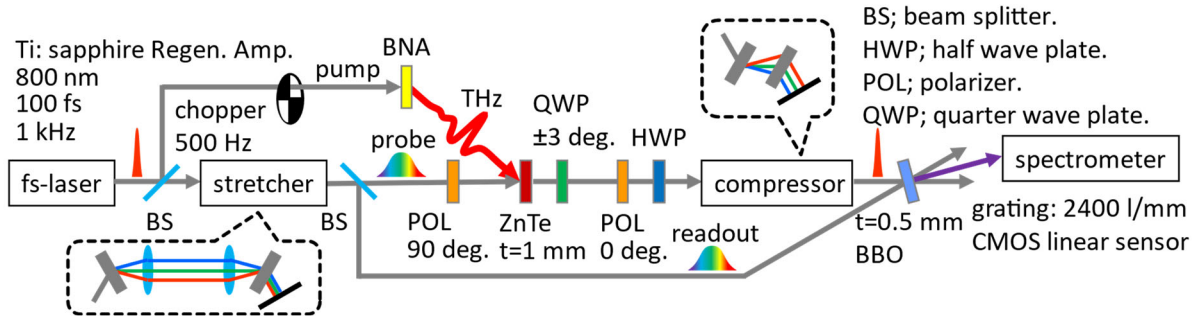 Ti: sapphire Regen. Amp.
800 nm
100 fs
1 kHz
fs-laser
BS
chopper
500 Hz
pump
BNA
THz
stretcher
BS
probe
POL
90 deg.
ZnTe
t=1 mm
QWP
±3 deg.
POL
0 deg.
HWP
compressor
readout
t=0.5 mm
BBO
spectrometer
grating: 2400 l/mm
CMOS linear sensor
BS; beam splitter.
HWP; half wave plate.
POL; polarizer.
QWP; quarter wave plate.